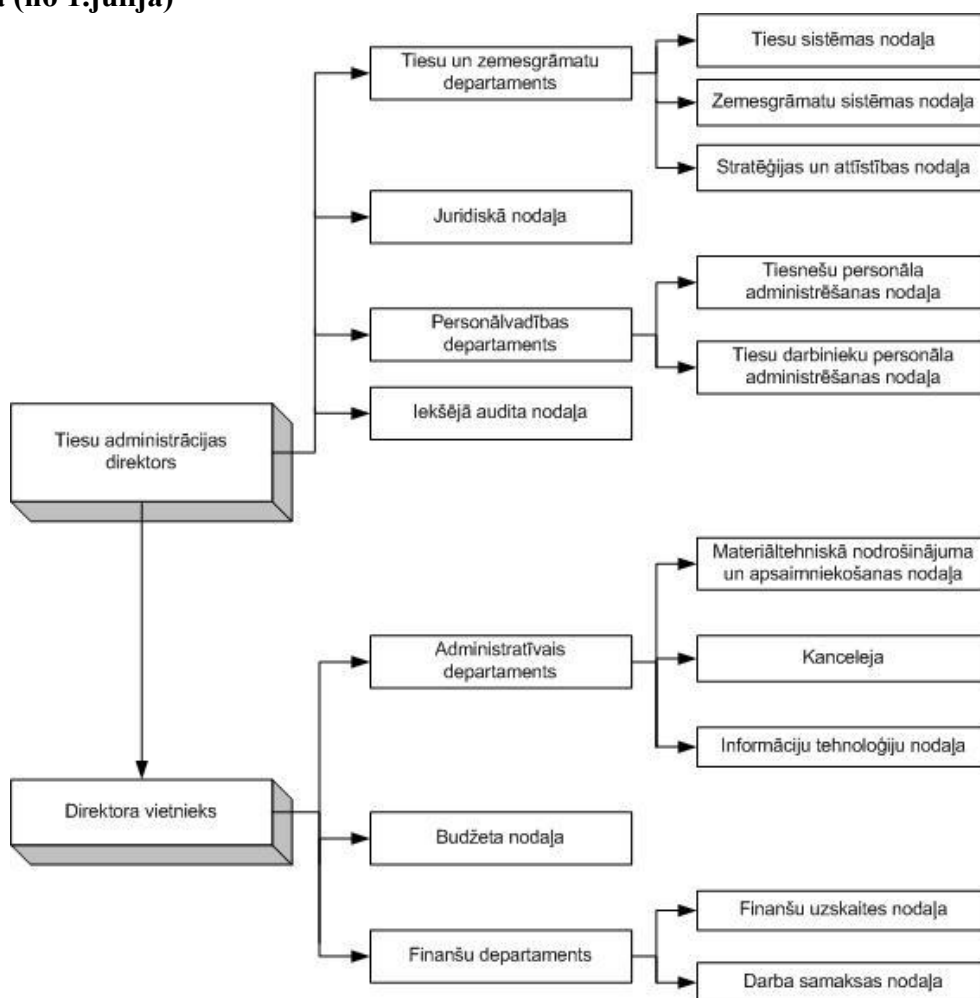 (no 1.jūnija)
Tiesu un zemesgrāmatu
departaments
Tiesu sistēmas nodaļa
Zemesgrāmatu sistēmas nodaļa
Stratēģijas un attīstības nodaļa
Juridiskā nodaļa
Personālvadības
departaments
Tiesnešu personāla
administrēšanas nodaļa
Tiesu darbinieku personāla
administrēšanas nodaļa
Iekšējā audita nodaļa
Tiesu administrācijas
direktors
Materiāltehniskā nodrošinājuma
un apsaimniekošanas nodaļa
Administratīvais
departaments
Kanceleja
Informāciju tehnoloģiju nodaļa
Direktora vietnieks
Budžeta nodaļa
Finanšu departaments
Finanšu uzskaites nodaļa
Darba samaksas nodaļa